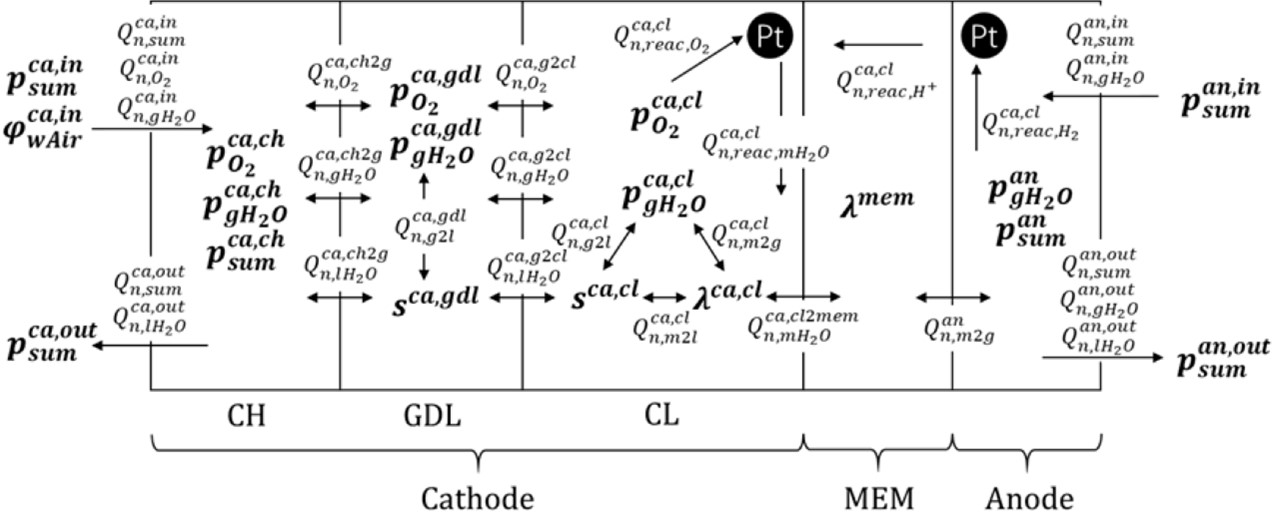 p_{sum}^{ca,in}
φ_{wAir}^{ca,in}
Q_{n,sum}^{ca,in}
Q_{n,O_2}^{ca,in}
Q_{n,gH_2O}^{ca,in}
p_{O_2}^{ca,ch}
p_{gH_2O}^{ca,ch}
p_{sum}^{ca,ch}
Q_{n,sum}^{ca,out}
Q_{n,lH_2O}^{ca,out}
p_{sum}^{ca,out}
Q_{n,O_2}^{ca,ch2g}
Q_{n,gH_2O}^{ca,ch2g}
Q_{n,lH_2O}^{ca,ch2g}
p_{O_2}^{ca,gdl}
p_{gH_2O}^{ca,gdl}
Q_{n,g2l}^{ca,gdl}
s^{ca,gdl}
Q_{n,O_2}^{ca,g2cl}
Q_{n,gH_2O}^{ca,g2cl}
Q_{n,lH_2O}^{ca,g2cl}
Q_{n,reac,O_2}^{ca,cl}
Pt
p_{O_2}^{ca,cl}
Q_{n,reac,mH_2O}^{ca,cl}
p_{gH_2O}^{ca,cl}
Q_{n,g2l}^{ca,cl}
Q_{n,m2g}^{ca,cl}
s^{ca,cl}
λ^{ca,cl}
Q_{n,m2l}^{ca,cl}
Q_{n,mH_2O}^{ca,cl2mem}
Q_{n,reac,H^+}^{ca,cl}
λ^{mem}
Pt
Q_{n,reac,H_2}^{ca,cl}
p_{gH_2O}^{an}
p_{sum}^{an}
Q_{n,m2g}^{an}
Q_{n,sum}^{an,in}
Q_{n,gH_2O}^{an,in}
p_{sum}^{an,in}
Q_{n,sum}^{an,out}
Q_{n,gH_2O}^{an,out}
Q_{n,lH_2O}^{an,out}
p_{sum}^{an,out}
CH
GDL
CL
Cathode
MEM
Anode